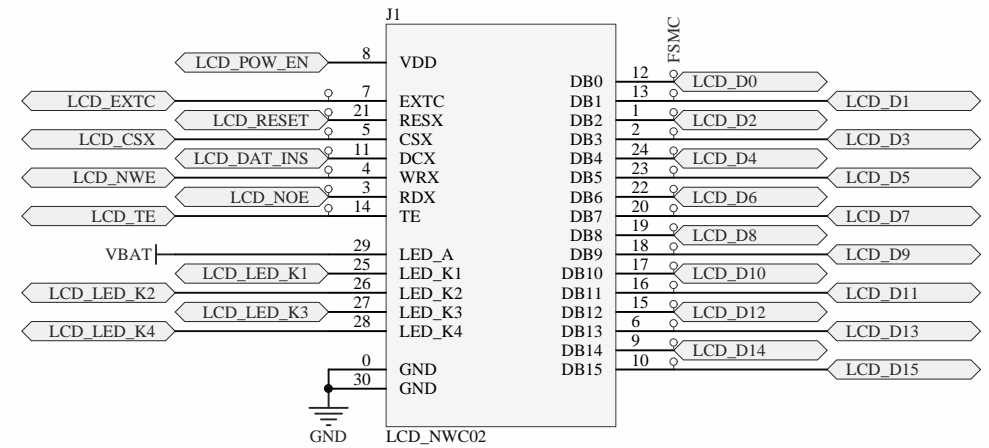 J1
FSMC
LCD_POW_EN 8 VDD
DB0 12 LCD_D0
LCD_EXTC 7 EXTC DB1 13 LCD_D1
LCD_RESET 21 RESX DB2 1 LCD_D2
LCD_CSX 5 CSX DB3 2 LCD_D3
LCD_DAT_INS 11 DCX DB4 24 LCD_D4
LCD_NWE 4 WRX DB5 23 LCD_D5
LCD_NOE 3 RDX DB6 22 LCD_D6
LCD_TE 14 TE DB7 20 LCD_D7
DB8 19 LCD_D8
VBAT 29 LED_A DB9 18 LCD_D9
LCD_LED_K1 25 LED_K1 DB10 17 LCD_D10
LCD_LED_K2 26 LED_K2 DB11 16 LCD_D11
LCD_LED_K3 27 LED_K3 DB12 15 LCD_D12
LCD_LED_K4 28 LED_K4 DB13 6 LCD_D13
DB14 9 LCD_D14
0 GND DB15 10 LCD_D15
30 GND
GND LCD_NWC02